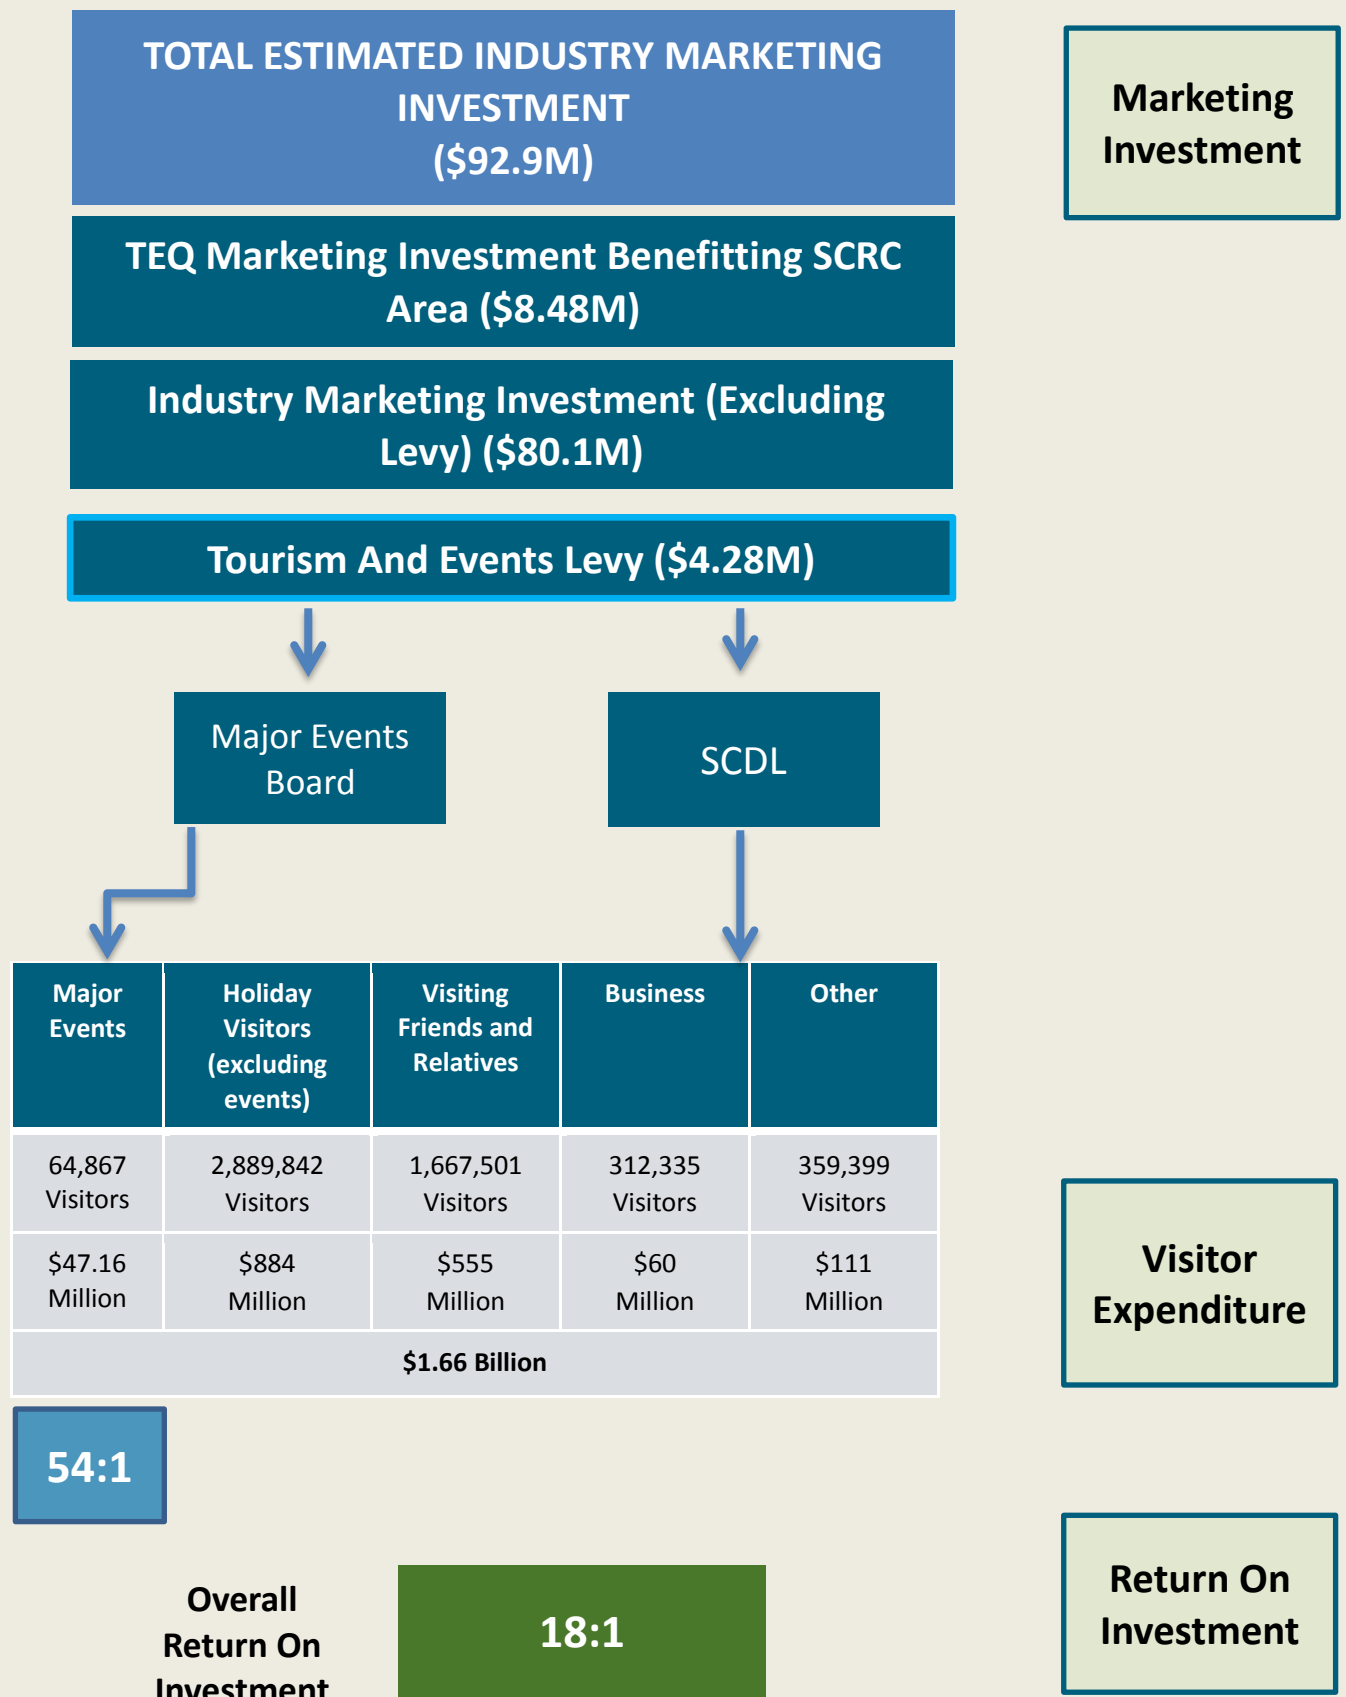 TOTAL ESTIMATED INDUSTRY MARKETING
INVESTMENT
($92.9M)
Marketing
Investment
TEQ Marketing Investment Benefitting SCRC
Area ($8.48M)
Industry Marketing Investment (Excluding
Levy) ($80.1M)
Tourism And Events Levy ($4.28M)
Major Events
Board
SCDL
Major
Events
Holiday
Visitors
(excluding
events)
Visiting
Friends and
Relatives
Business
Other
64,867
Visitors
2,889,842
Visitors
1,667,501
Visitors
312,335
Visitors
359,399
Visitors
$47.16
Million
$884
Million
$555
Million
$60
Million
$111
Million
$1.66 Billion
Visitor
Expenditure
54:1
Overall
Return On
Investment
18:1
Return On
Investment